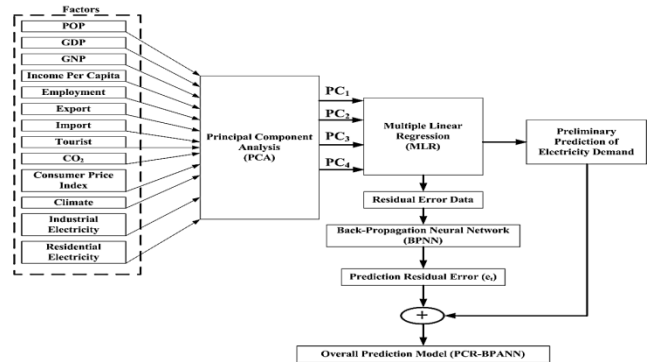 Factors
POP
GDP
GNP
Income Per Capita
Employment
Export
Import
Tourist
CO₂
Consumer Price
Index
Climate
Industrial
Electricity
Residential
Electricity
Principal Component
Analysis
(PCA)
PC₁
PC₂
PC₃
PC₄
Multiple Linear
Regression
(MLR)
Preliminary
Prediction of
Electricity Demand
Residual Error Data
Back-Propagation Neural Network
(BPNN)
Prediction Residual Error (eₜ)
+
Overall Prediction Model (PCR-BPANN)